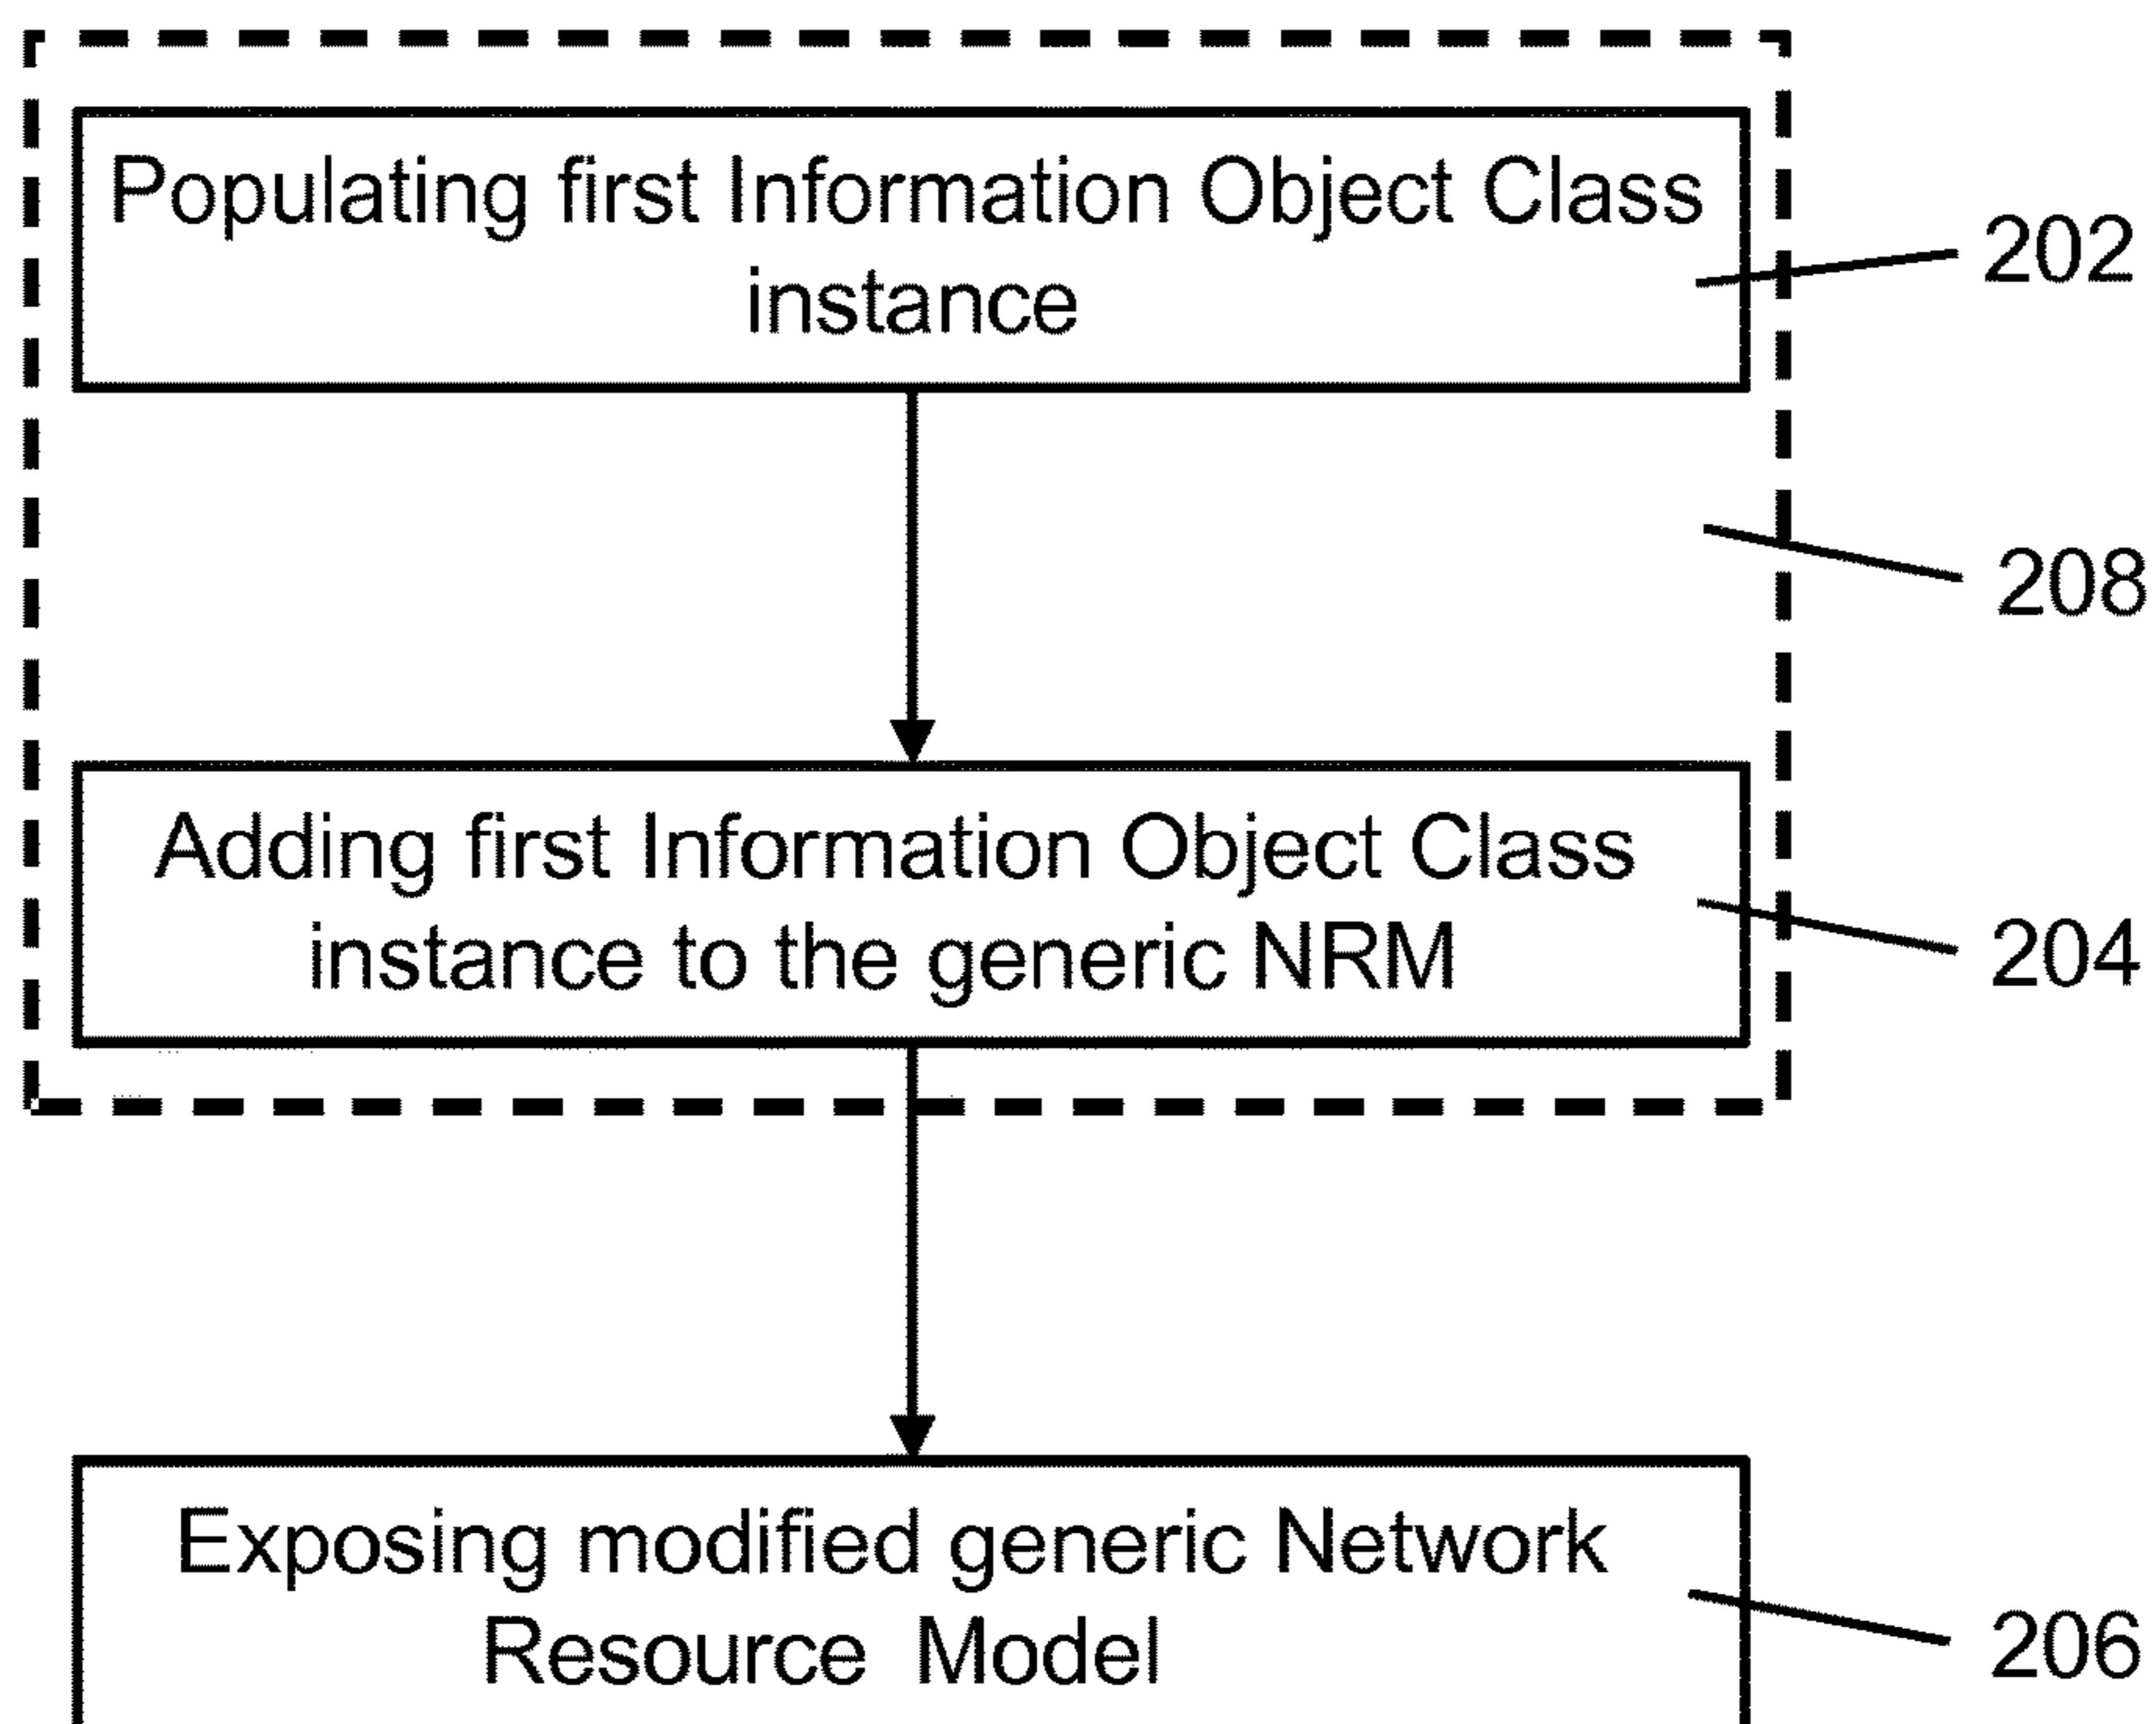 Populating first Information Object Class
instance
202
208
Adding first Information Object Class
instance to the generic NRM
204
Exposing modified generic Network
Resource Model
206